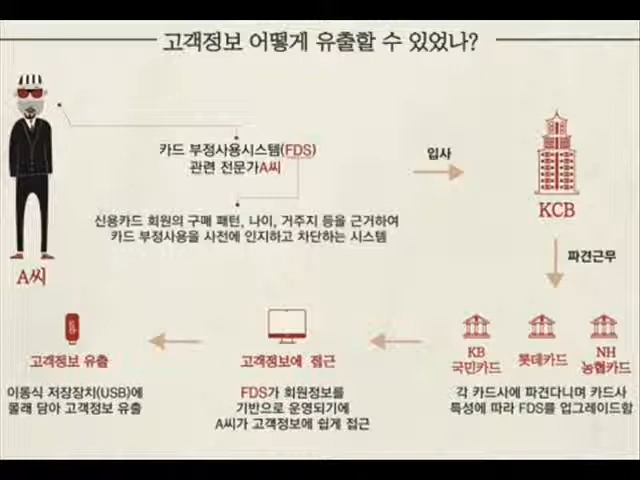 고객정보 어떻게 유출할 수 있었나?
카드 부정사용시스템(FDS)
관련 전문가A씨
입사
신용카드 회원의 구매 패턴, 나이, 거주지 등을 근거하여
카드 부정사용을 사전에 인지하고 차단하는 시스템
KCB
A씨
파견근무
고객정보 유출
고객정보에 접근
KB
국민카드
롯데카드
NH
농협카드
이동식 저장장치(USB)에
몰래 담아 고객정보 유출
FDS가 회원정보를
기반으로 운영되기에
A씨가 고객정보에 쉽게 접근
각 카드사에 파견다니며 카드사
특성에 따라 FDS를 업그레이드함